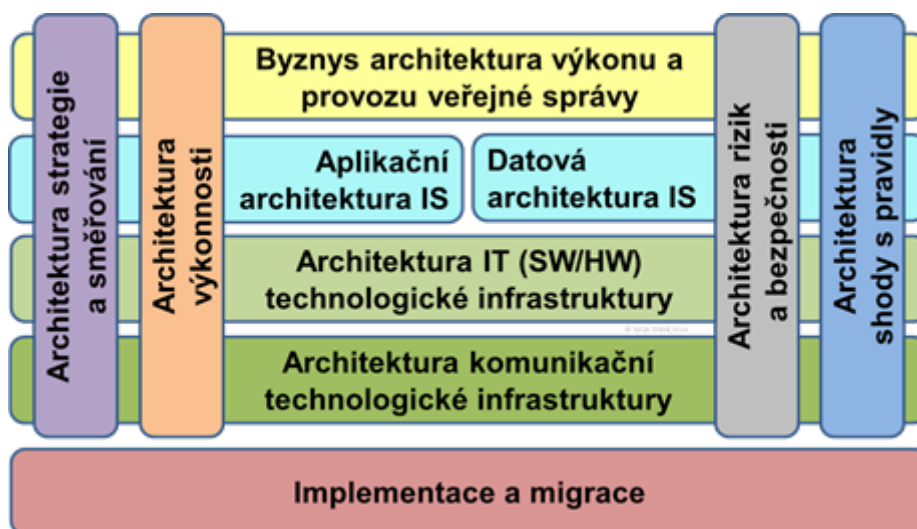 Architektura strategie
a směřování
Architektura
výkonnosti
Byznys architektura výkonu a
provozu veřejné správy
Aplikační
architektura IS
Datová
architektura IS
Architektura IT (SW/HW)
technologické infrastruktury
Architektura komunikační
technologické infrastruktury
Architektura rizik
a bezpečnosti
Architektura
shody s pravidly
Implementace a migrace